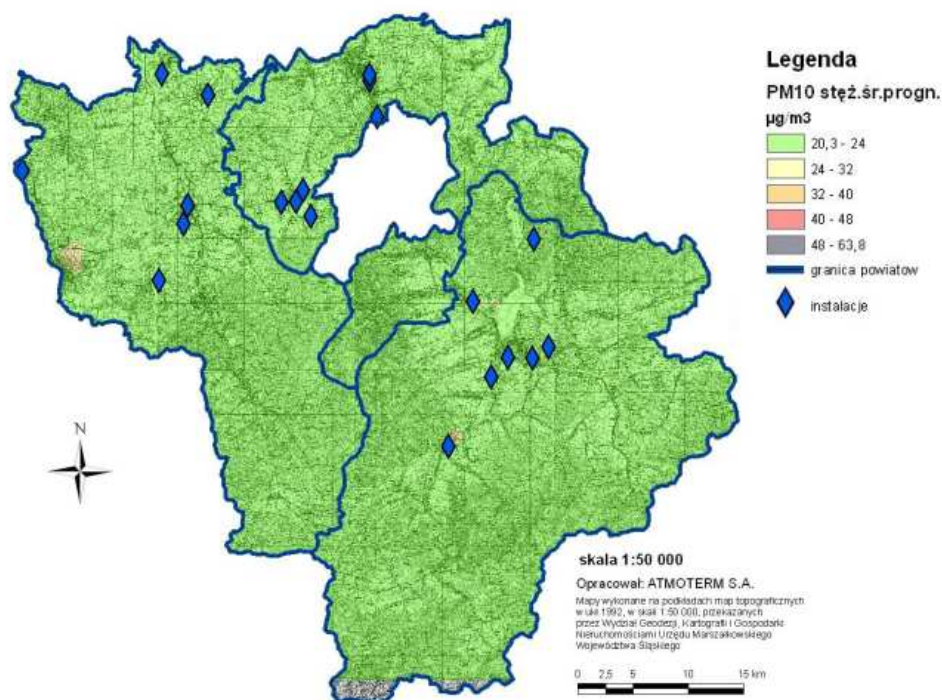 Legenda
PM10 stęż.śr.progn.
µg/m3
20,3 - 24
24 - 32
32 - 40
40 - 48
48 - 63,8
granica powiatow
instalacje
N
skala 1:50 000
Opracował: ATMOTERM S.A.
Mapy wykonane na podkładach map topograficznych
w ukł 1992, w skali 1:50 000, przekazanych
przez Wydział Geodezji, Kartografii i Gospodarki
Nieruchomościami Urzędu Marszałkowskiego
Województwa Śląskiego
0 2,5 5 10 15 km